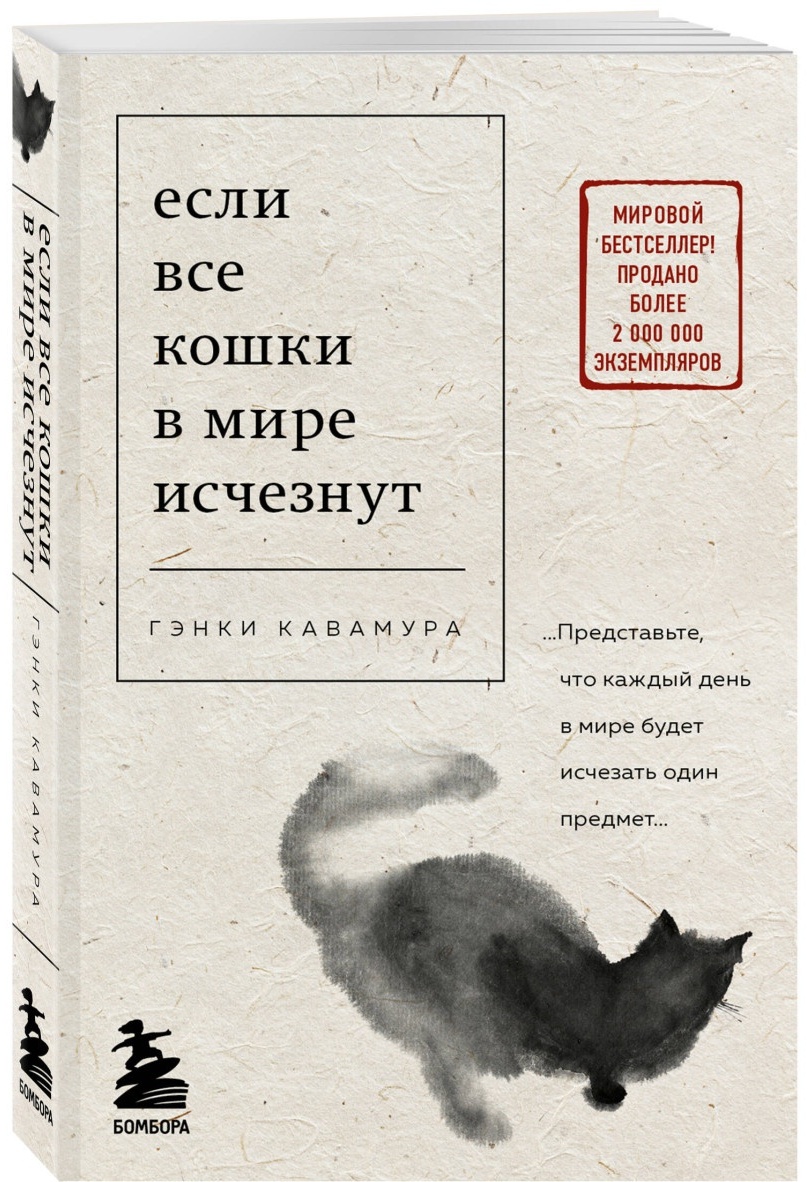 если
все
кошки
в мире
исчезнут
ГЭНКИ КАВАМУРА
МИРОВОЙ
БЕСТСЕЛЛЕР!
ПРОДАНО
БОЛЕЕ
2 000 000
ЭКЗЕМПЛЯРОВ
...Представьте,
что каждый день
в мире будет
исчезать один
предмет...
БОМБОРА
если все кошки
в мире исчезнут
ГЭНКИ КАВАМУРА
БОМБОРА